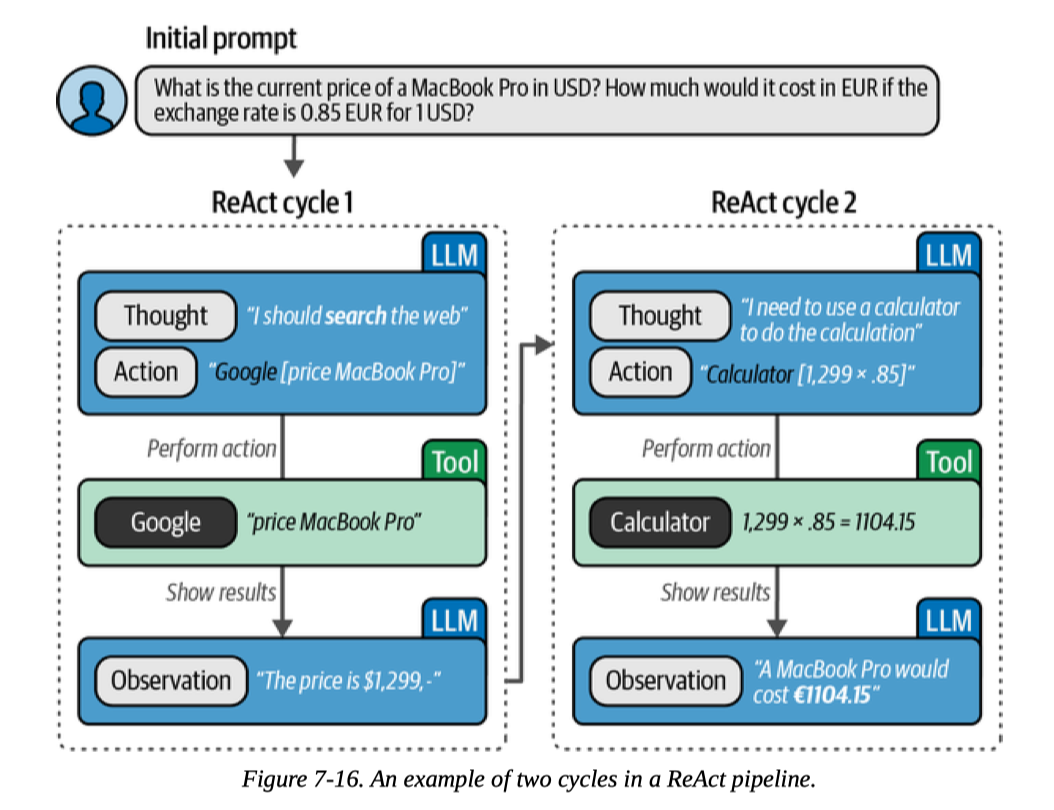 Initial prompt
What is the current price of a MacBook Pro in USD? How much would it cost in EUR if the
exchange rate is 0.85 EUR for 1 USD?
ReAct cycle 1
LLM
Thought "I should search the web"
Action "Google [price MacBook Pro]"
Perform action
Tool
Google "price MacBook Pro"
Show results
LLM
Observation "The price is $1,299,-"
ReAct cycle 2
LLM
Thought "I need to use a calculator
to do the calculation"
Action "Calculator [1,299 × .85]"
Perform action
Tool
Calculator 1,299 × .85 = 1104.15
Show results
LLM
Observation "A MacBook Pro would
cost €1104.15"
Figure 7-16. An example of two cycles in a ReAct pipeline.